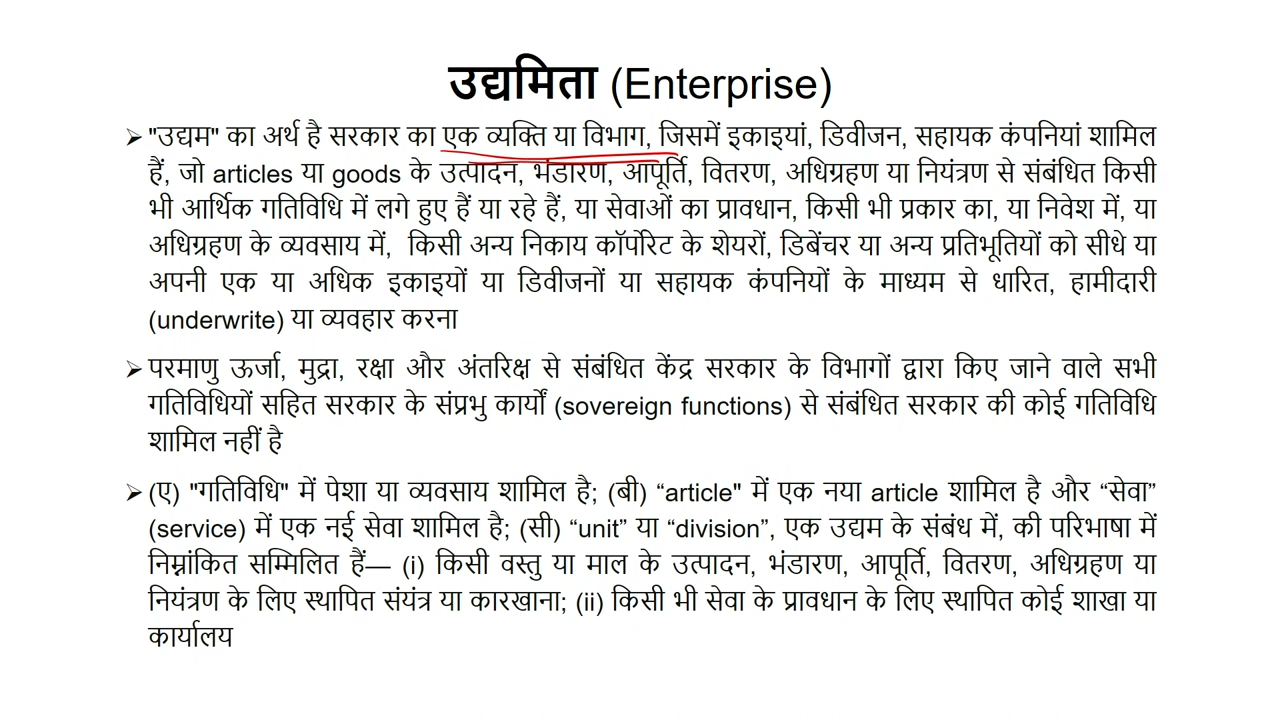 उद्यमिता (Enterprise)
➢ "उद्यम" का अर्थ है सरकार का एक व्यक्ति या विभाग, जिसमें इकाइयां, डिवीजन, सहायक कंपनियां शामिल
हैं, जो articles या goods के उत्पादन, भंडारण, आपूर्ति, वितरण, अधिग्रहण या नियंत्रण से संबंधित किसी
भी आर्थिक गतिविधि में लगे हुए हैं या रहे हैं, या सेवाओं का प्रावधान, किसी भी प्रकार का, या निवेश में, या
अधिग्रहण के व्यवसाय में, किसी अन्य निकाय कॉर्पोरेट के शेयरों, डिबेंचर या अन्य प्रतिभूतियों को सीधे या
अपनी एक या अधिक इकाइयों या डिवीजनों या सहायक कंपनियों के माध्यम से धारित, हामीदारी
(underwrite) या व्यवहार करना
➢ परमाणु ऊर्जा, मुद्रा, रक्षा और अंतरिक्ष से संबंधित केंद्र सरकार के विभागों द्वारा किए जाने वाले सभी
गतिविधियों सहित सरकार के संप्रभु कार्यों (sovereign functions) से संबंधित सरकार की कोई गतिविधि
शामिल नहीं है
➢ (ए) "गतिविधि" में पेशा या व्यवसाय शामिल है; (बी) “article" में एक नया article शामिल है और “सेवा”
(service) में एक नई सेवा शामिल है; (सी) “unit” या “division”, एक उद्यम के संबंध में, की परिभाषा में
निम्नांकित सम्मिलित हैं— (i) किसी वस्तु या माल के उत्पादन, भंडारण, आपूर्ति, वितरण, अधिग्रहण या
नियंत्रण के लिए स्थापित संयंत्र या कारखाना; (ii) किसी भी सेवा के प्रावधान के लिए स्थापित कोई शाखा या
कार्यालय